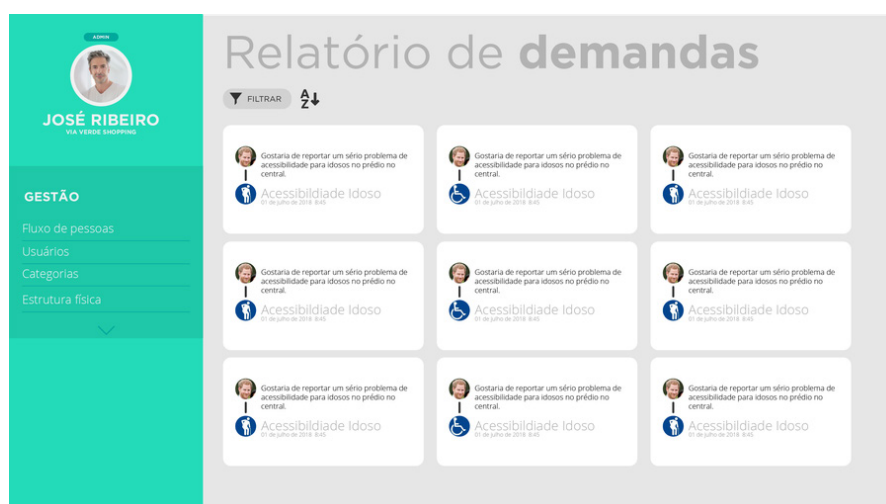 ADMIN
JOSÉ RIBEIRO
VIA VERDE SHOPPING
GESTÃO
Fluxo de pessoas
Usuários
Categorias
Estrutura física
Relatório de demandas
FILTRAR
A
Z
Gostaria de reportar um sério problema de
acessibilidade para idosos no prédio no
central.
Acessibildiade Idoso
01 de julho de 2018 8:45
Gostaria de reportar um sério problema de
acessibilidade para idosos no prédio no
central.
Acessibildiade Idoso
01 de julho de 2018 8:45
Gostaria de reportar um sério problema de
acessibilidade para idosos no prédio no
central.
Acessibildiade Idoso
01 de julho de 2018 8:45
Gostaria de reportar um sério problema de
acessibilidade para idosos no prédio no
central.
Acessibildiade Idoso
01 de julho de 2018 8:45
Gostaria de reportar um sério problema de
acessibilidade para idosos no prédio no
central.
Acessibildiade Idoso
01 de julho de 2018 8:45
Gostaria de reportar um sério problema de
acessibilidade para idosos no prédio no
central.
Acessibildiade Idoso
01 de julho de 2018 8:45
Gostaria de reportar um sério problema de
acessibilidade para idosos no prédio no
central.
Acessibildiade Idoso
01 de julho de 2018 8:45
Gostaria de reportar um sério problema de
acessibilidade para idosos no prédio no
central.
Acessibildiade Idoso
01 de julho de 2018 8:45
Gostaria de reportar um sério problema de
acessibilidade para idosos no prédio no
central.
Acessibildiade Idoso
01 de julho de 2018 8:45